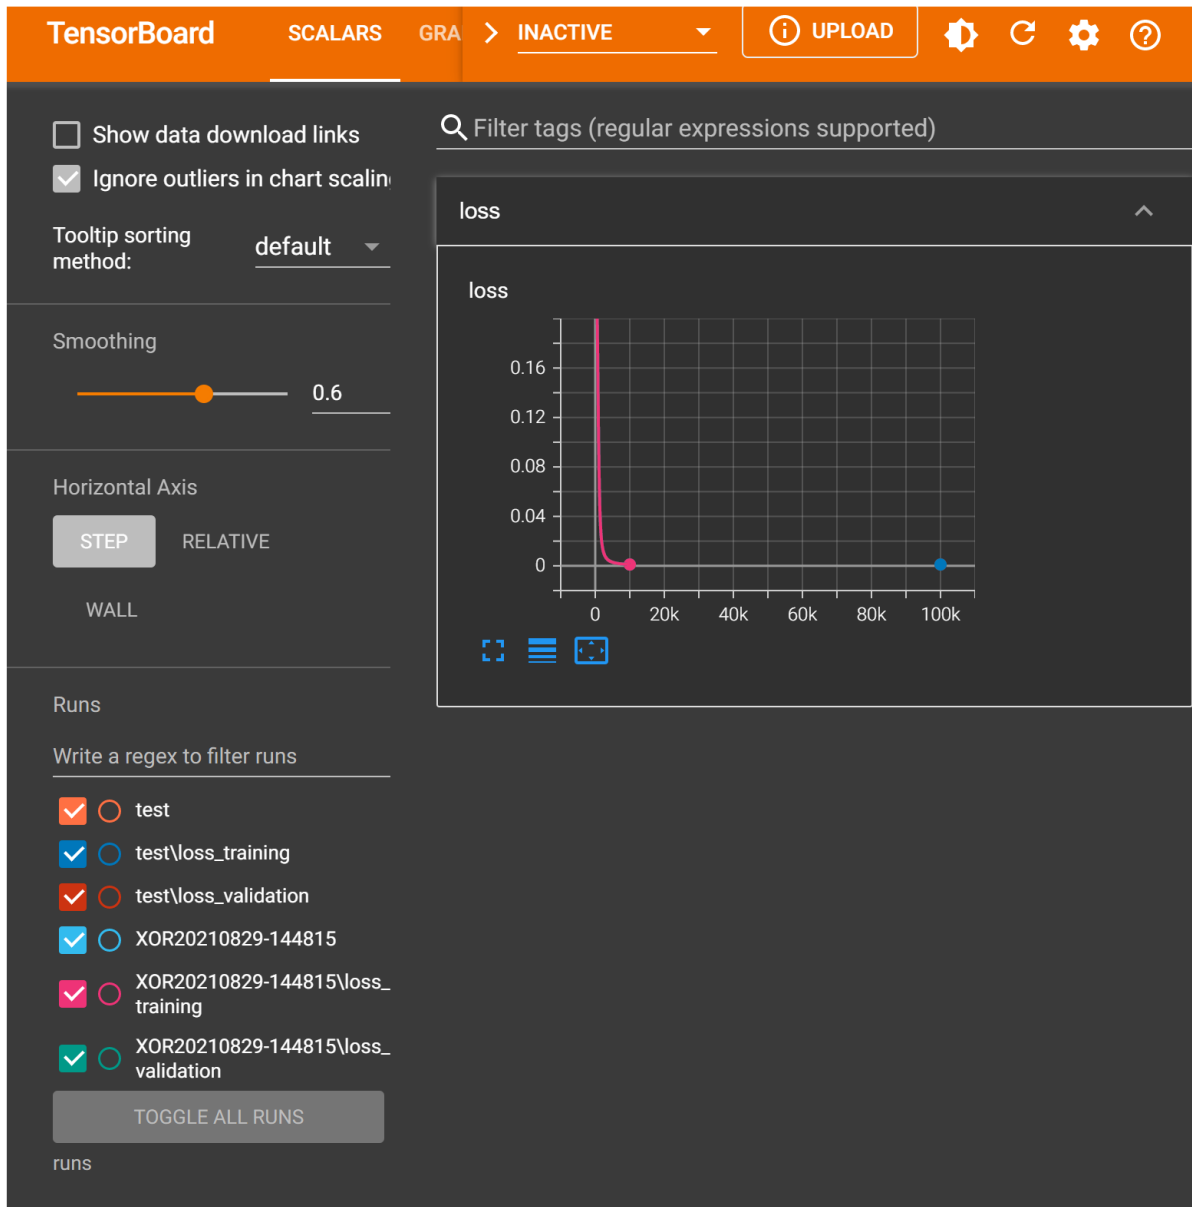 TensorBoard
SCALARS
GRA
INACTIVE
UPLOAD
Show data download links
Ignore outliers in chart scalin
Tooltip sorting
method:
default
Smoothing
0.6
Horizontal Axis
STEP
RELATIVE
WALL
Runs
Write a regex to filter runs
test
test\loss_training
test\loss_validation
XOR20210829-144815
XOR20210829-144815\loss_
training
XOR20210829-144815\loss_
validation
TOGGLE ALL RUNS
runs
Filter tags (regular expressions supported)
loss
loss
0.16
0.12
0.08
0.04
0
0 20k 40k 60k 80k 100k